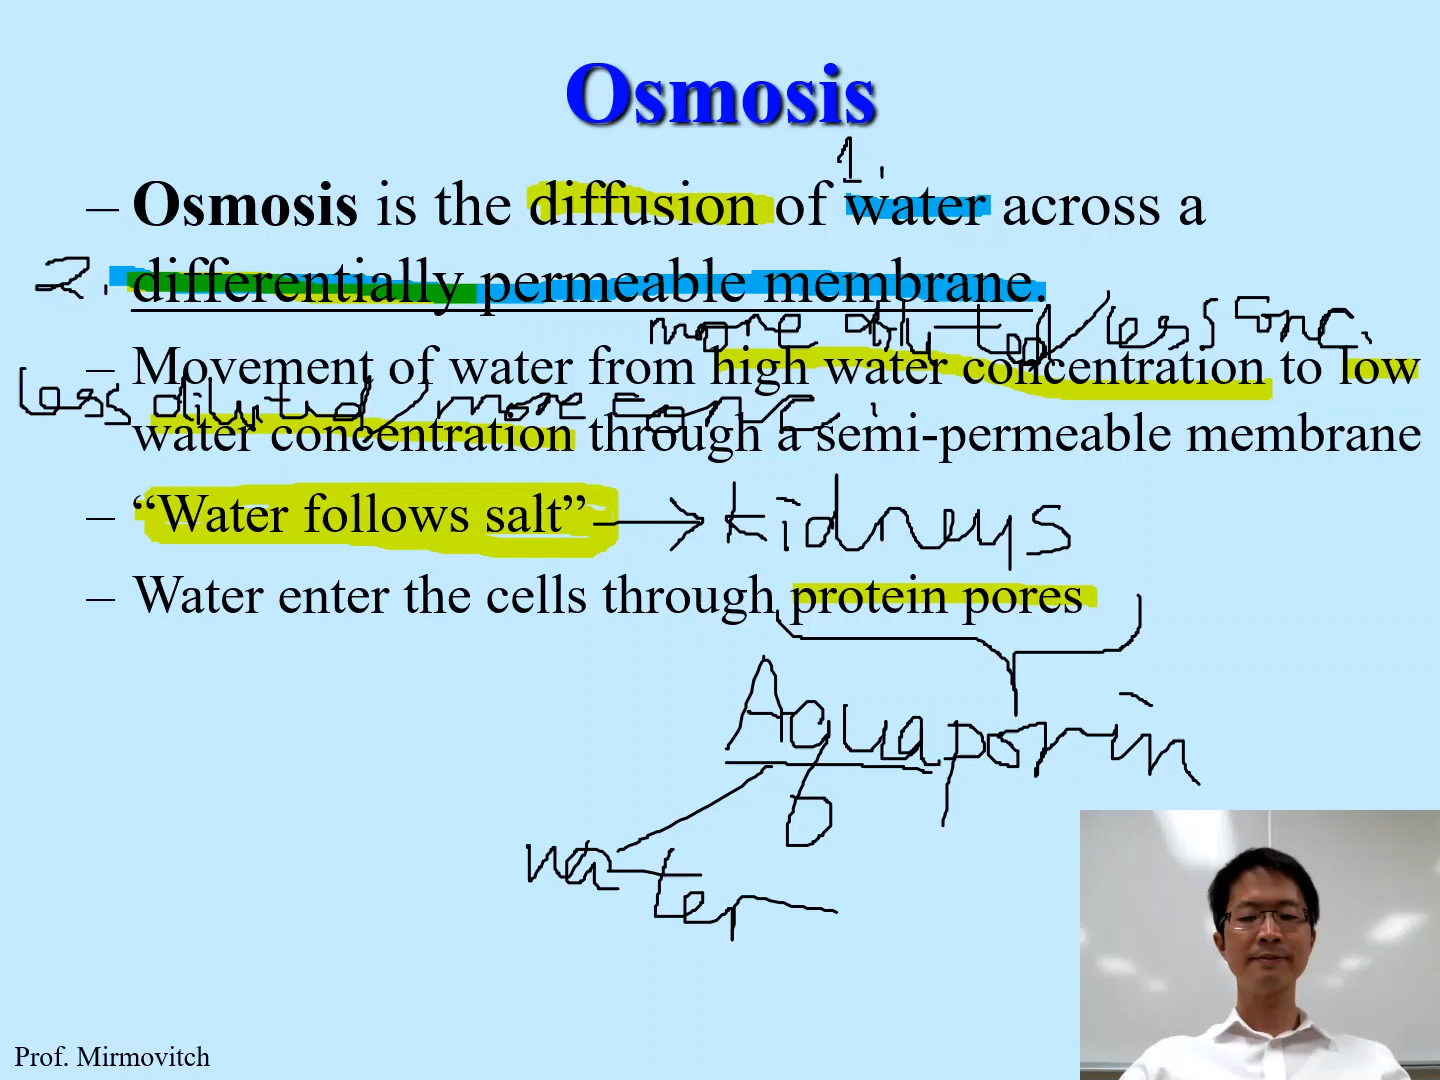 Osmosis
1.
– Osmosis is the diffusion of water across a
2.
differentially permeable membrane.
more diluted/less conc.
– Movement of water from high water concentration to low
less diluted/more conc.
water concentration through a semi-permeable membrane
– “Water follows salt” → kidneys
– Water enter the cells through protein pores
Aquaporin
water
Prof. Mirmovitch